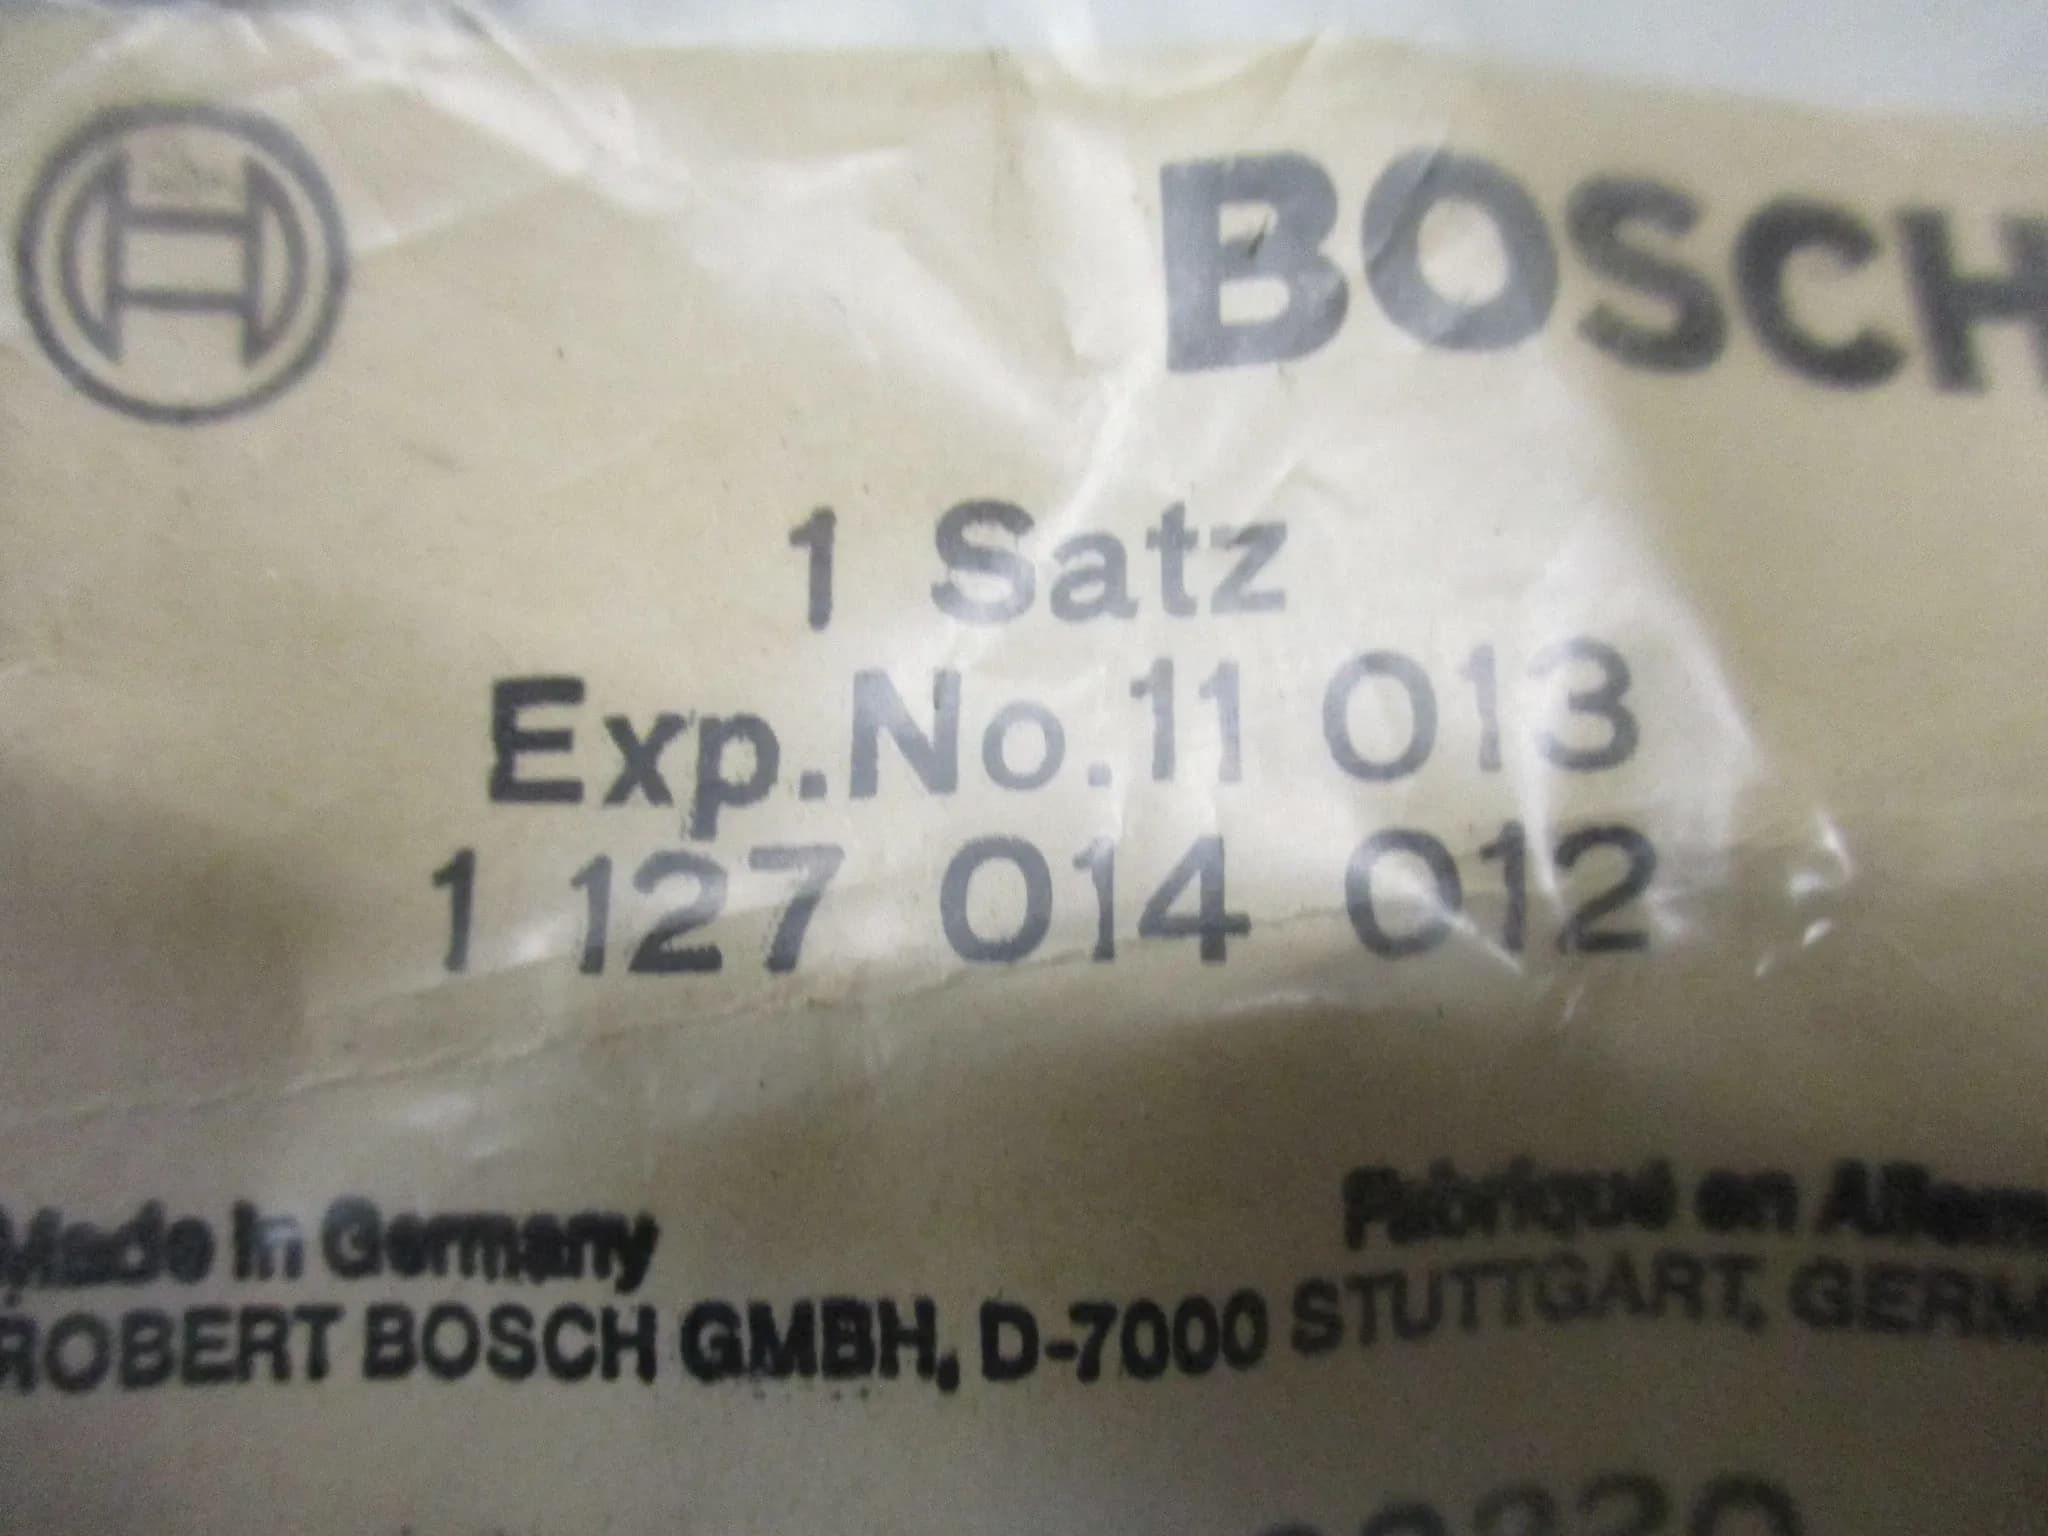 BOSCH
1 Satz
Exp.No.11 013
1 127 014 012
Made in Germany
Fabriqué en Allem
ROBERT BOSCH GMBH, D-7000 STUTTGART, GERM